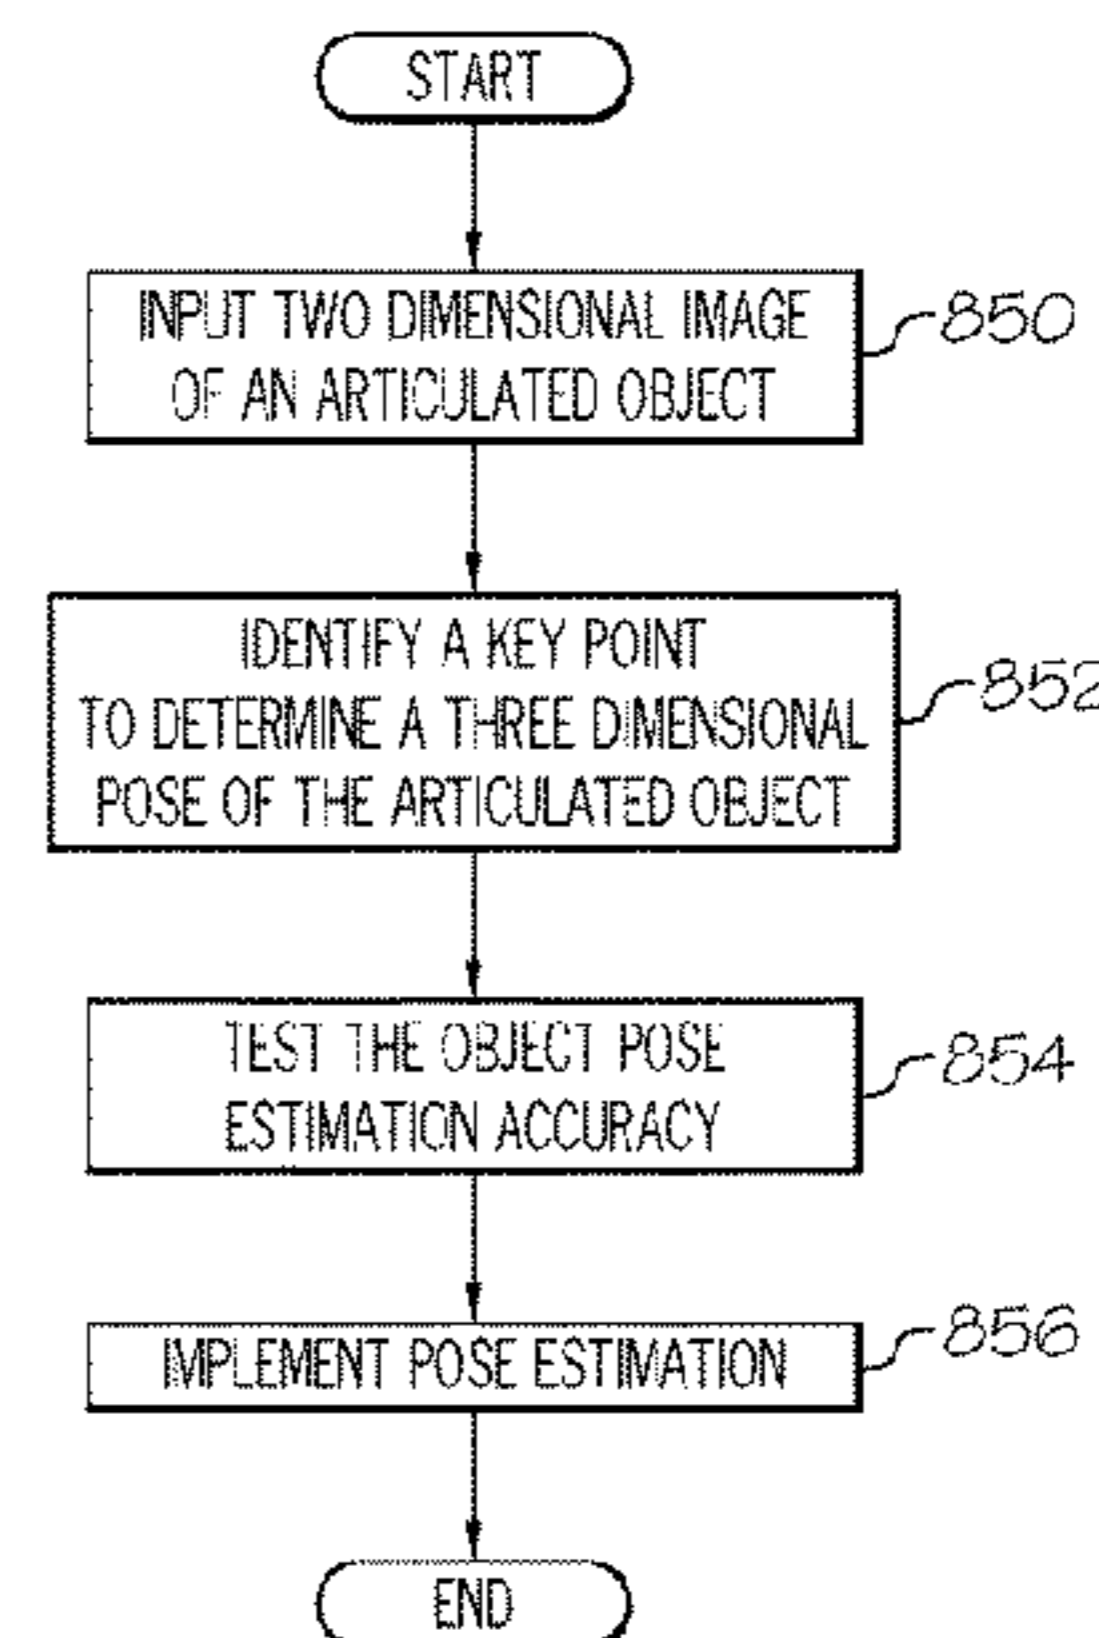 START
INPUT TWO DIMENSIONAL IMAGE
OF AN ARTICULATED OBJECT
850
IDENTIFY A KEY POINT
TO DETERMINE A THREE DIMENSIONAL
POSE OF THE ARTICULATED OBJECT
852
TEST THE OBJECT POSE
ESTIMATION ACCURACY
854
IMPLEMENT POSE ESTIMATION
856
END